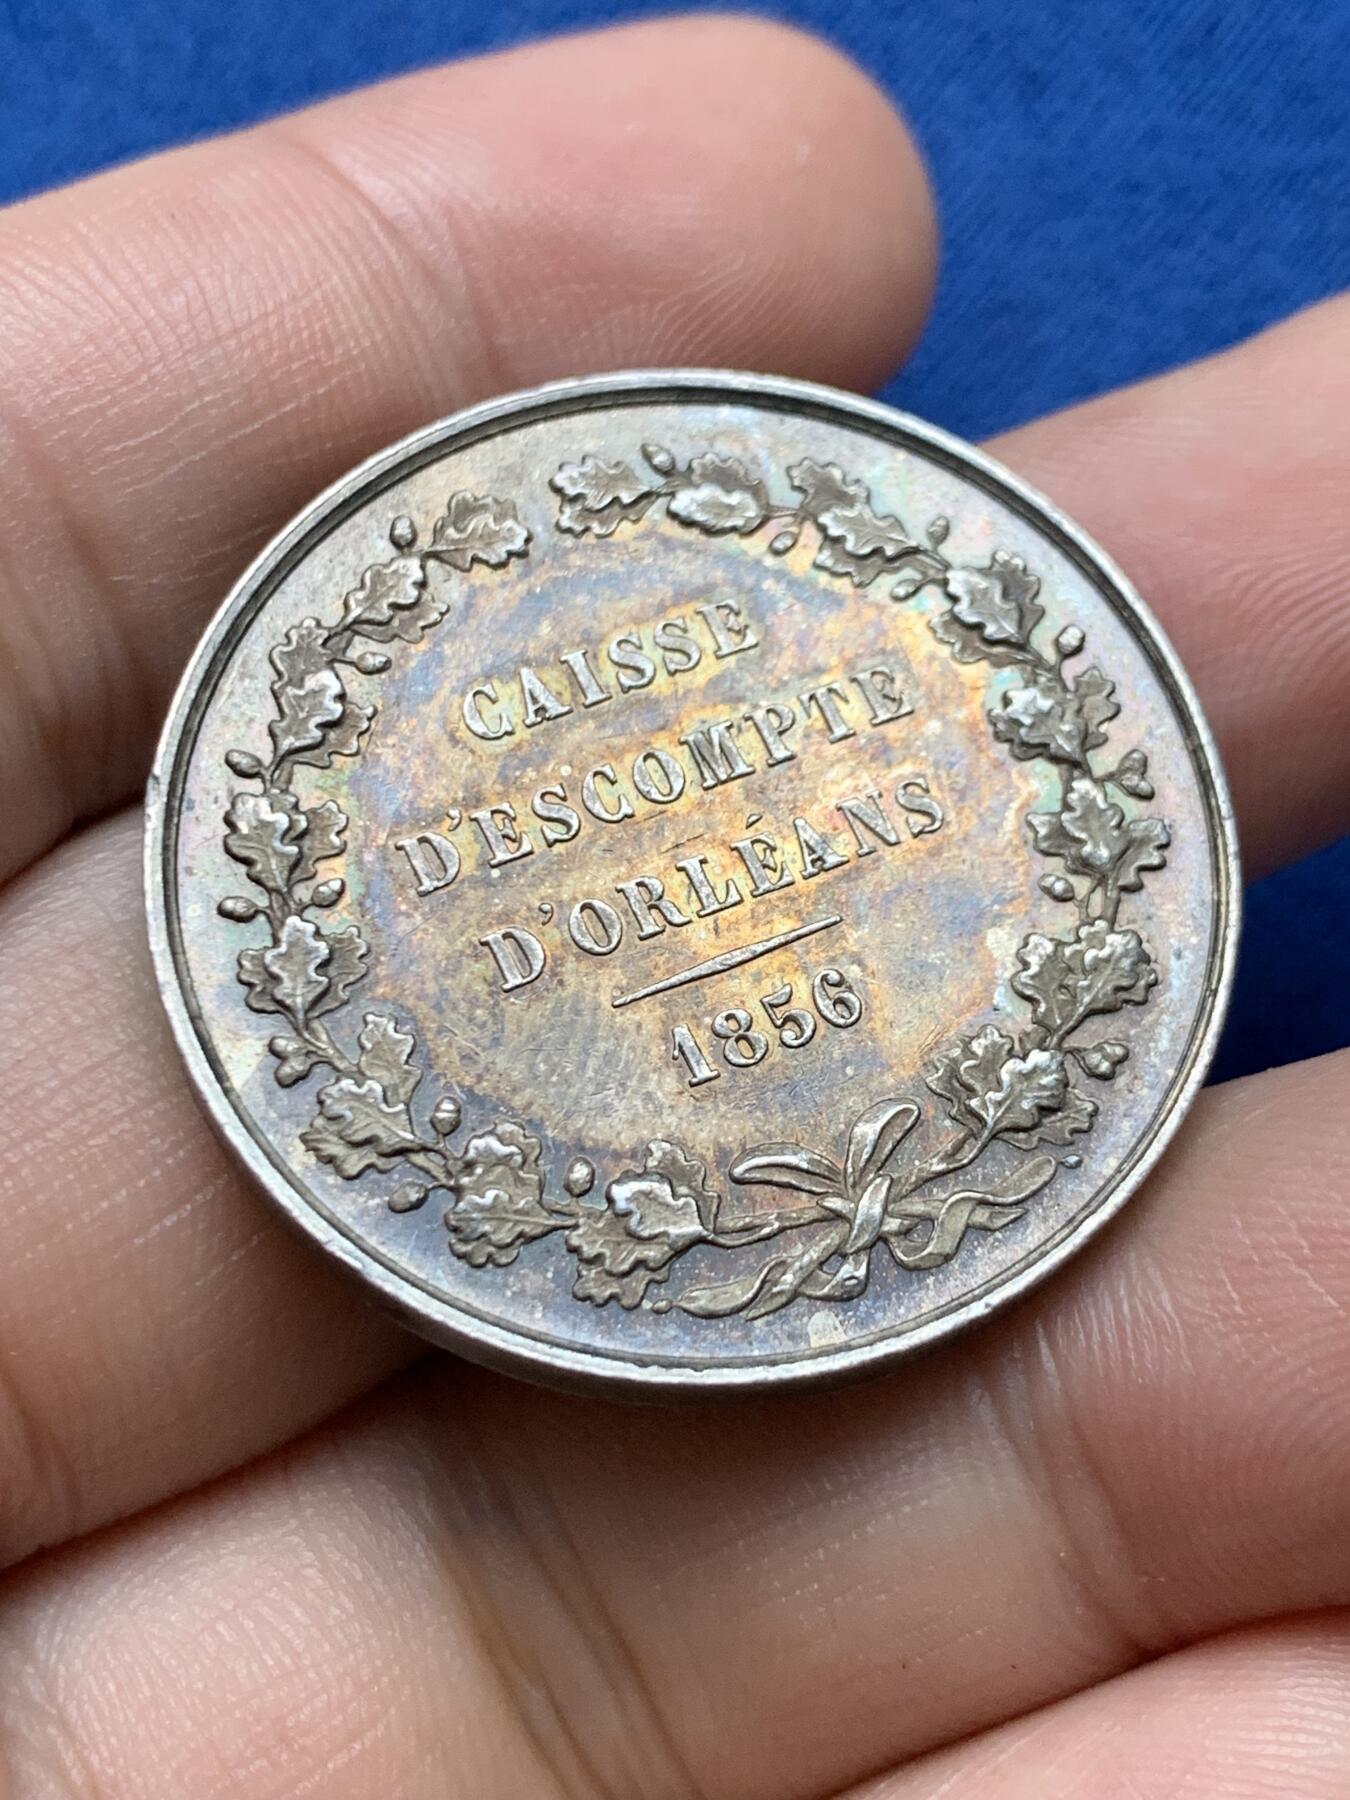 CAISSE
D'ESCOMPTE
D'ORLÉANS
1856